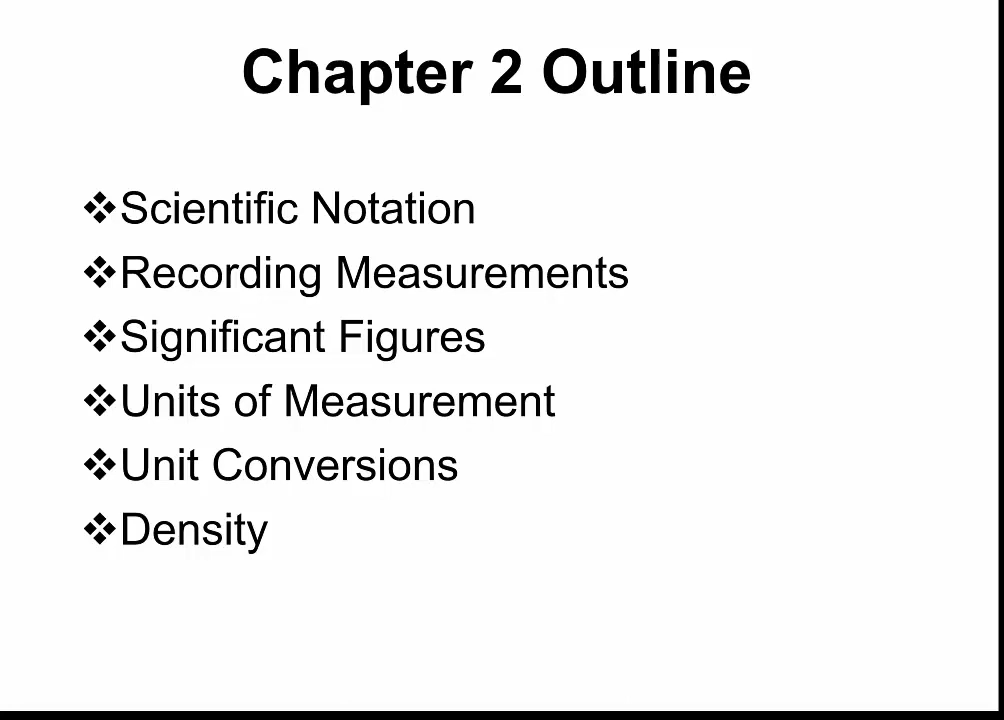 Chapter 2 Outline
❖Scientific Notation
❖Recording Measurements
❖Significant Figures
❖Units of Measurement
❖Unit Conversions
❖Density